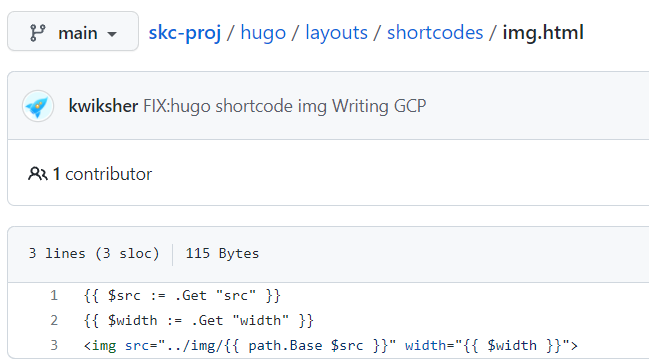 main skc-proj / hugo / layouts / shortcodes / img.html
kwiksher FIX:hugo shortcode img Writing GCP
1 contributor
3 lines (3 sloc) 115 Bytes
1 {{ $src := .Get "src" }}
2 {{ $width := .Get "width" }}
3 <img src="../img/{{ path.Base $src }}" width="{{ $width }}">